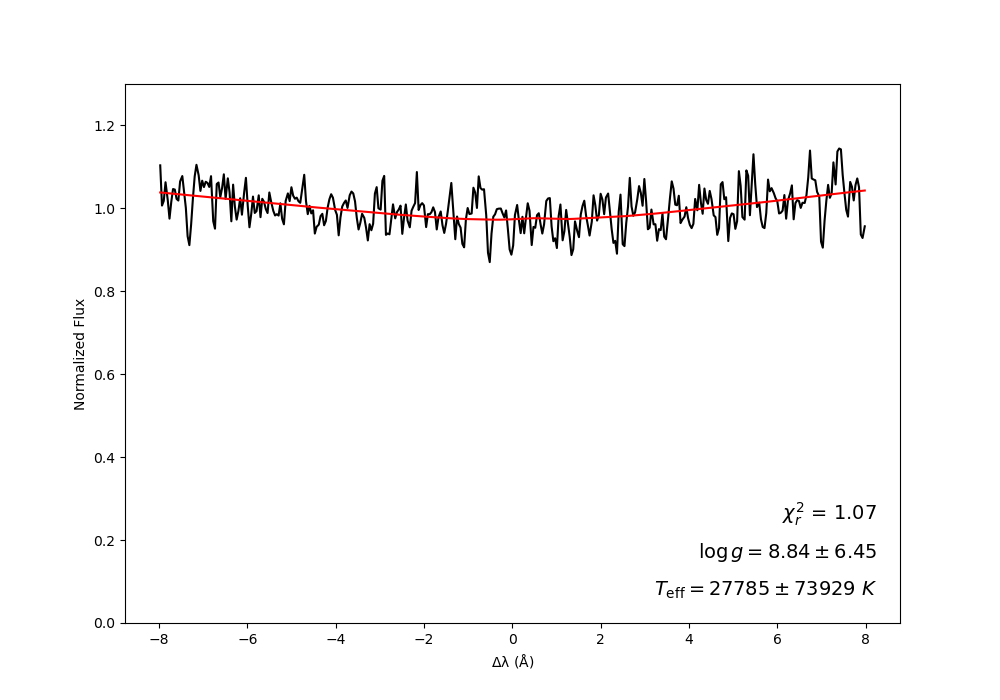 1.2
1.0
0.8
0.6
0.4
0.2
0.0
Normalized Flux
χ²ᵣ = 1.07
log g = 8.84 ± 6.45
T_eff = 27785 ± 73929 K
−8 −6 −4 −2 0 2 4 6 8
Δλ (Å)